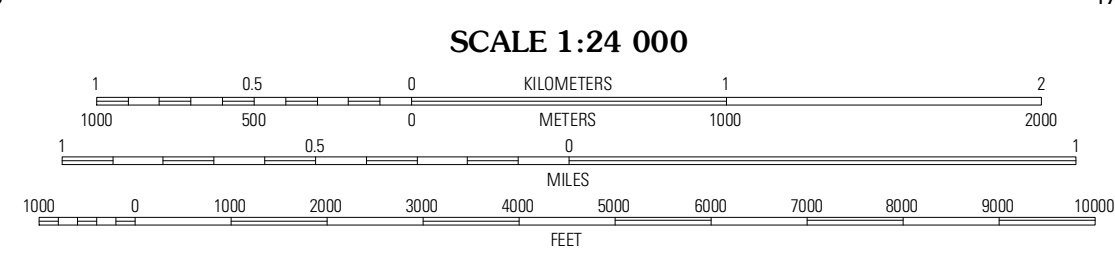 SCALE 1:24 000
1 0.5 0 KILOMETERS 1 2
1000 500 0 METERS 1000 2000
1 0.5 0 1
MILES
1000 0 1000 2000 3000 4000 5000 6000 7000 8000 9000 10000
FEET